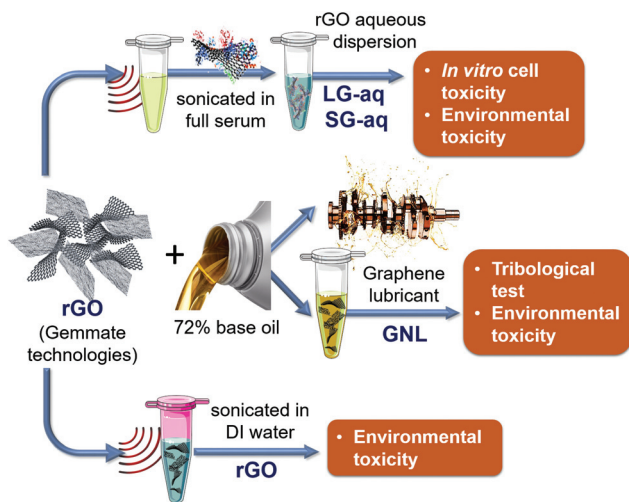 rGO aqueous
dispersion
sonicated in
full serum
LG-aq
SG-aq
• In vitro cell
toxicity
• Environmental
toxicity
rGO
(Gemmate
technologies)
+
72% base oil
Graphene
lubricant
GNL
• Tribological
test
• Environmental
toxicity
sonicated in
DI water
rGO
• Environmental
toxicity